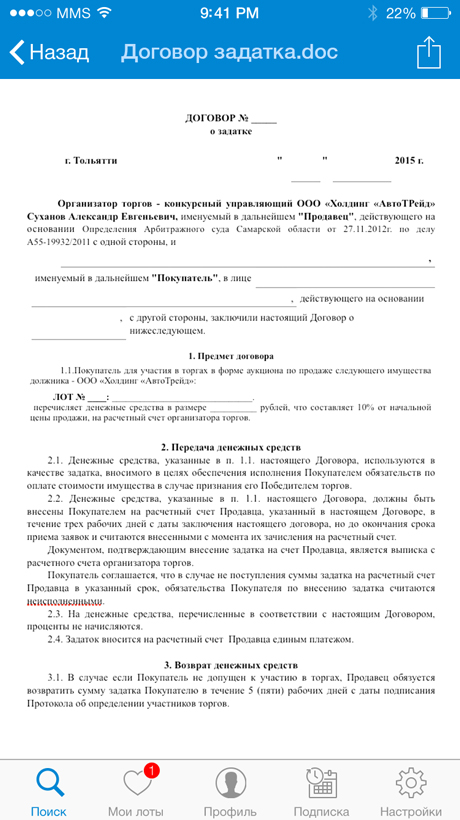 MMS 9:41 PM 22%
Назад Договор задатка.doc
ДОГОВОР № _____
о задатке
г. Тольятти " " 2015 г.
Организатор торгов - конкурсный управляющий ООО «Холдинг «АвтоТРейд»
Суханов Александр Евгеньевич, именуемый в дальнейшем "Продавец", действующего на
основании Определения Арбитражного суда Самарской области от 27.11.2012г. по делу
А55-19932/2011 с одной стороны, и
,
именуемый в дальнейшем "Покупатель", в лице
, действующего на основании
, с другой стороны, заключили настоящий Договор о
нижеследующем.
1. Предмет договора
1.1.Покупатель для участия в торгах в форме аукциона по продаже следующего имущества
должника - ООО «Холдинг «АвтоТрейд»:
ЛОТ № ____: ______________________________.
перечисляет денежные средства в размере __________ рублей, что составляет 10% от начальной
цены продажи, на расчетный счет организатора торгов.
2. Передача денежных средств
2.1. Денежные средства, указанные в п. 1.1. настоящего Договора, используются в
качестве задатка, вносимого в целях обеспечения исполнения Покупателем обязательств по
оплате стоимости имущества в случае признания его Победителем торгов.
2.2. Денежные средства, указанные в п. 1.1. настоящего Договора, должны быть
внесены Покупателем на расчетный счет Продавца, указанный в настоящем Договоре, в
течение трех рабочих дней с даты заключения настоящего договора, но до окончания срока
приема заявок и считаются внесенными с момента их зачисления на расчетный счет.
Документом, подтверждающим внесение задатка на счет Продавца, является выписка с
расчетного счета организатора торгов.
Покупатель соглашается, что в случае не поступления суммы задатка на расчетный счет
Продавца в указанный срок, обязательства Покупателя по внесению задатка считаются
неисполненными.
2.3. На денежные средства, перечисленные в соответствии с настоящим Договором,
проценты не начисляются.
2.4. Задаток вносится на расчетный счет Продавца единым платежом.
3. Возврат денежных средств
3.1. В случае если Покупатель не допущен к участию в торгах, Продавец обязуется
возвратить сумму задатка Покупателю в течение 5 (пяти) рабочих дней с даты подписания
Протокола об определении участников торгов.
1
Поиск Мои лоты Профиль Подписка Настройки